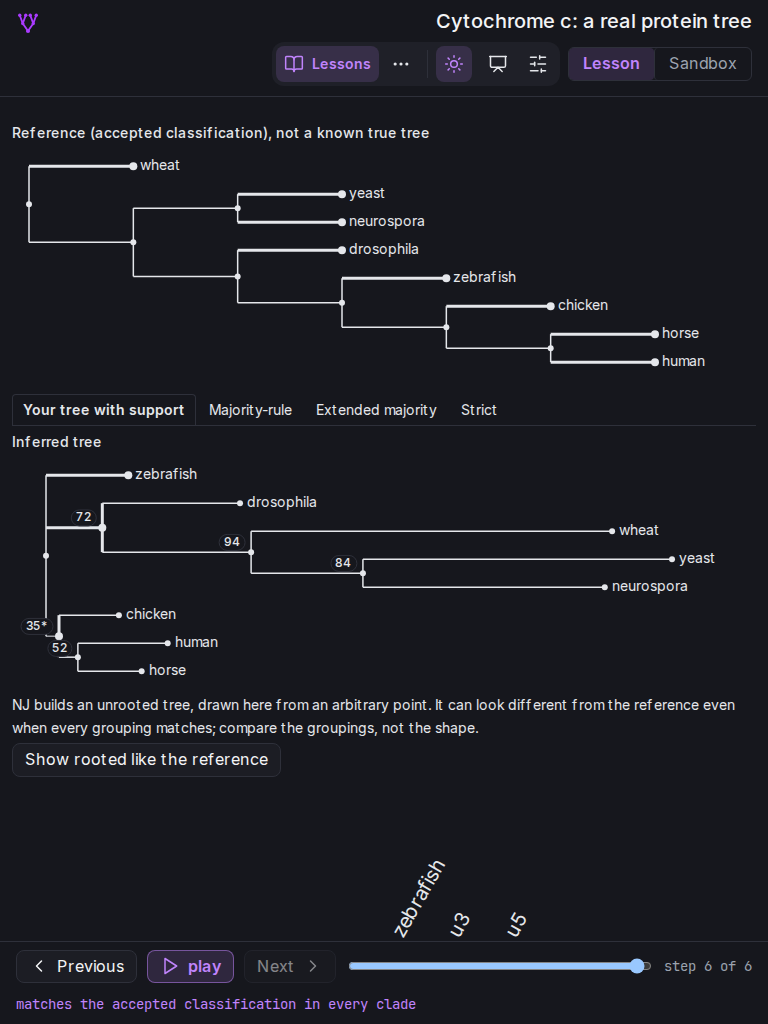 Cytochrome c: a real protein tree
Lessons
Lesson
Sandbox
Reference (accepted classification), not a known true tree
wheat
yeast
neurospora
drosophila
zebrafish
chicken
horse
human
Your tree with support
Majority-rule
Extended majority
Strict
Inferred tree
zebrafish
drosophila
72
wheat
94
yeast
84
neurospora
chicken
35*
human
52
horse
NJ builds an unrooted tree, drawn here from an arbitrary point. It can look different from the reference even
when every grouping matches; compare the groupings, not the shape.
Show rooted like the reference
zebrafish
u3
u5
Previous
play
Next
step 6 of 6
matches the accepted classification in every clade